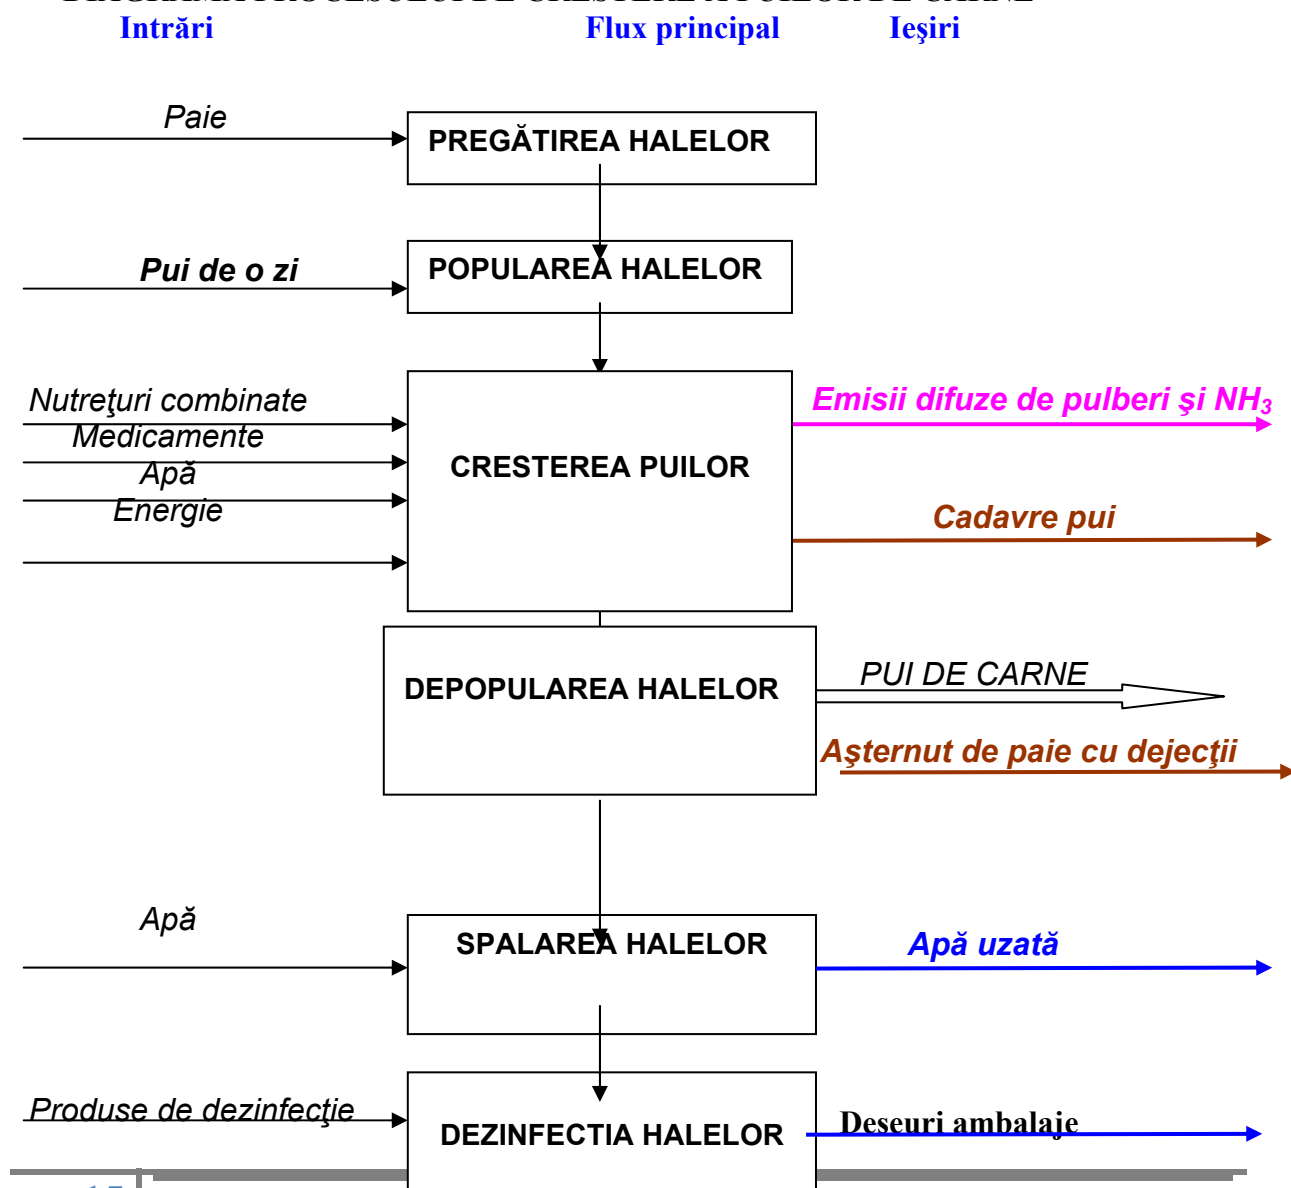 Intrări Flux principal Ieşiri
Paie
PREGĂTIREA HALELOR
Pui de o zi
POPULAREA HALELOR
Nutreţuri combinate
Medicamente
Apă
Energie
CRESTEREA PUILOR
Emisii difuze de pulberi şi NH₃
Cadavre pui
DEPOPULAREA HALELOR
PUI DE CARNE
Aşternut de paie cu dejecţii
Apă
SPALAREA HALELOR
Apă uzată
Produse de dezinfecţie
DEZINFECTIA HALELOR
Deseuri ambalaje